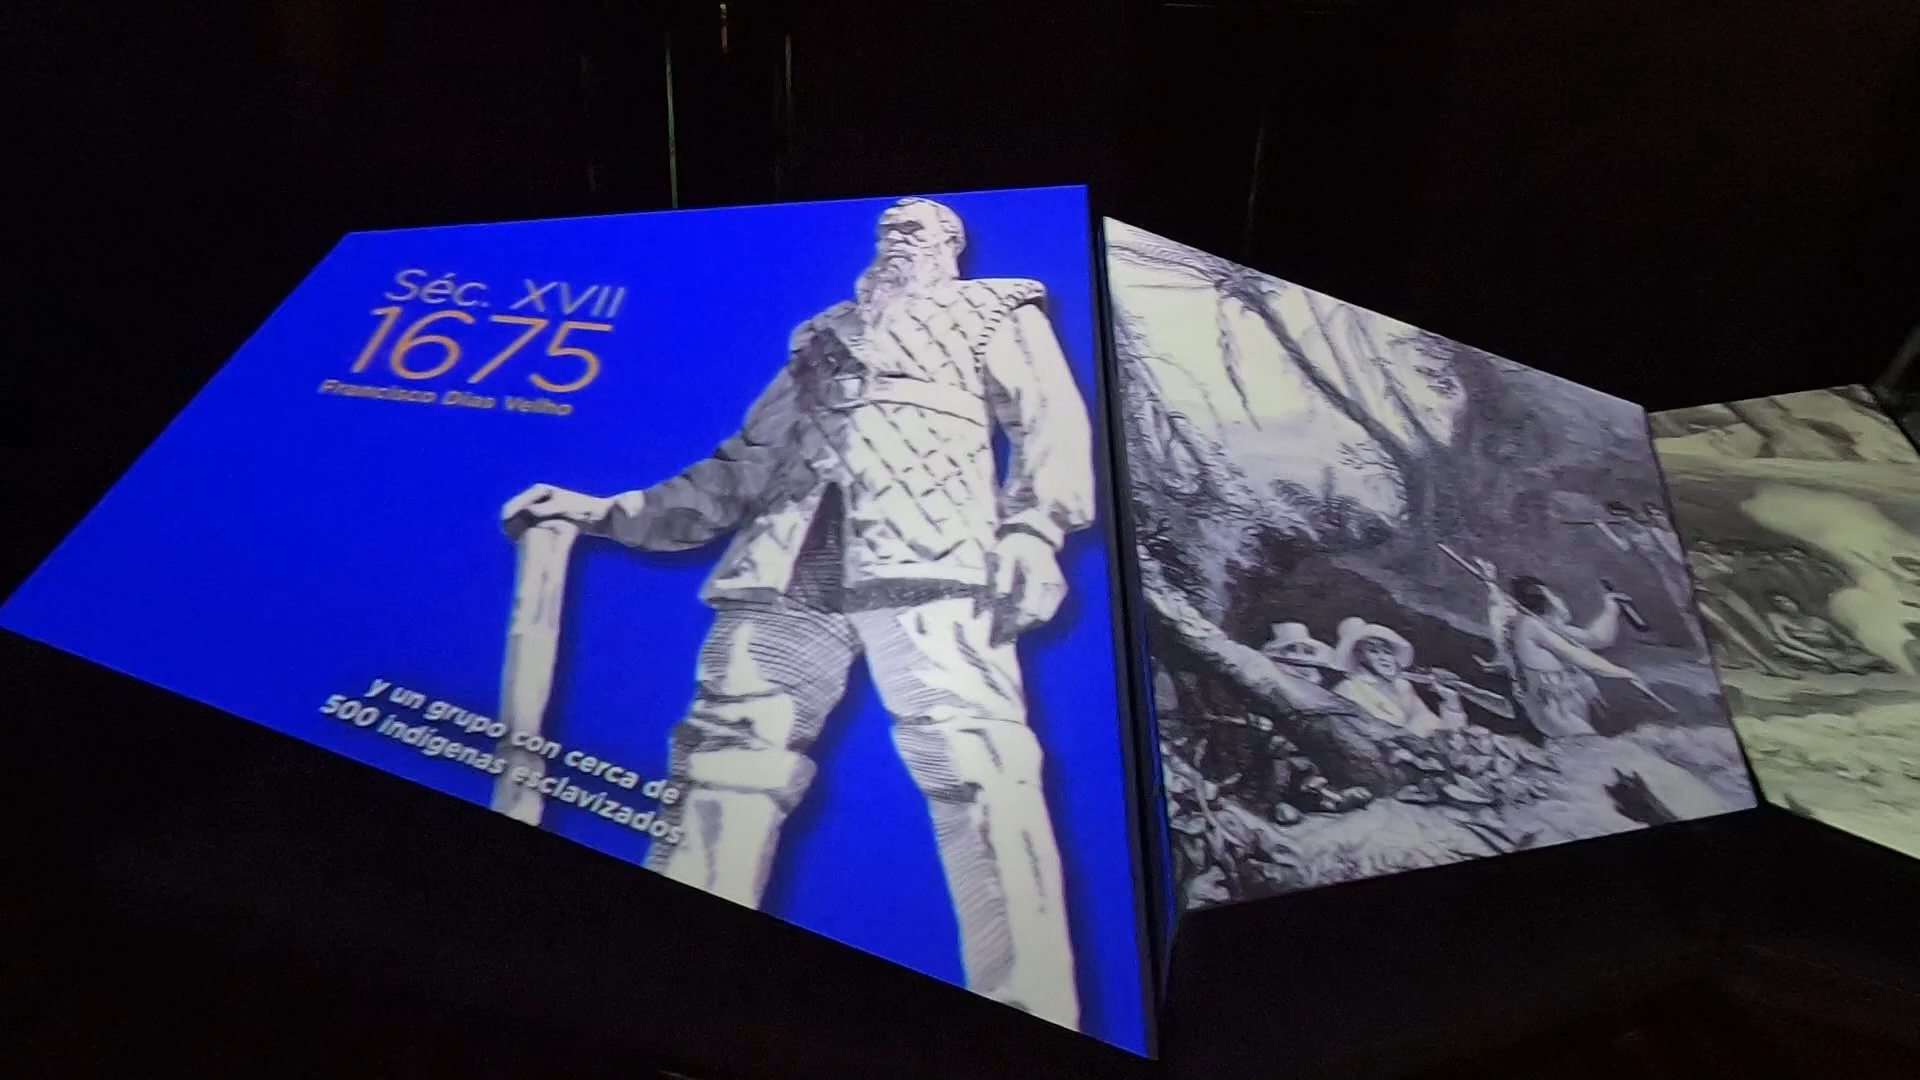 Séc. XVII
1675
Francisco Dias Velho
y un grupo con cerca de
500 indígenas esclavizados